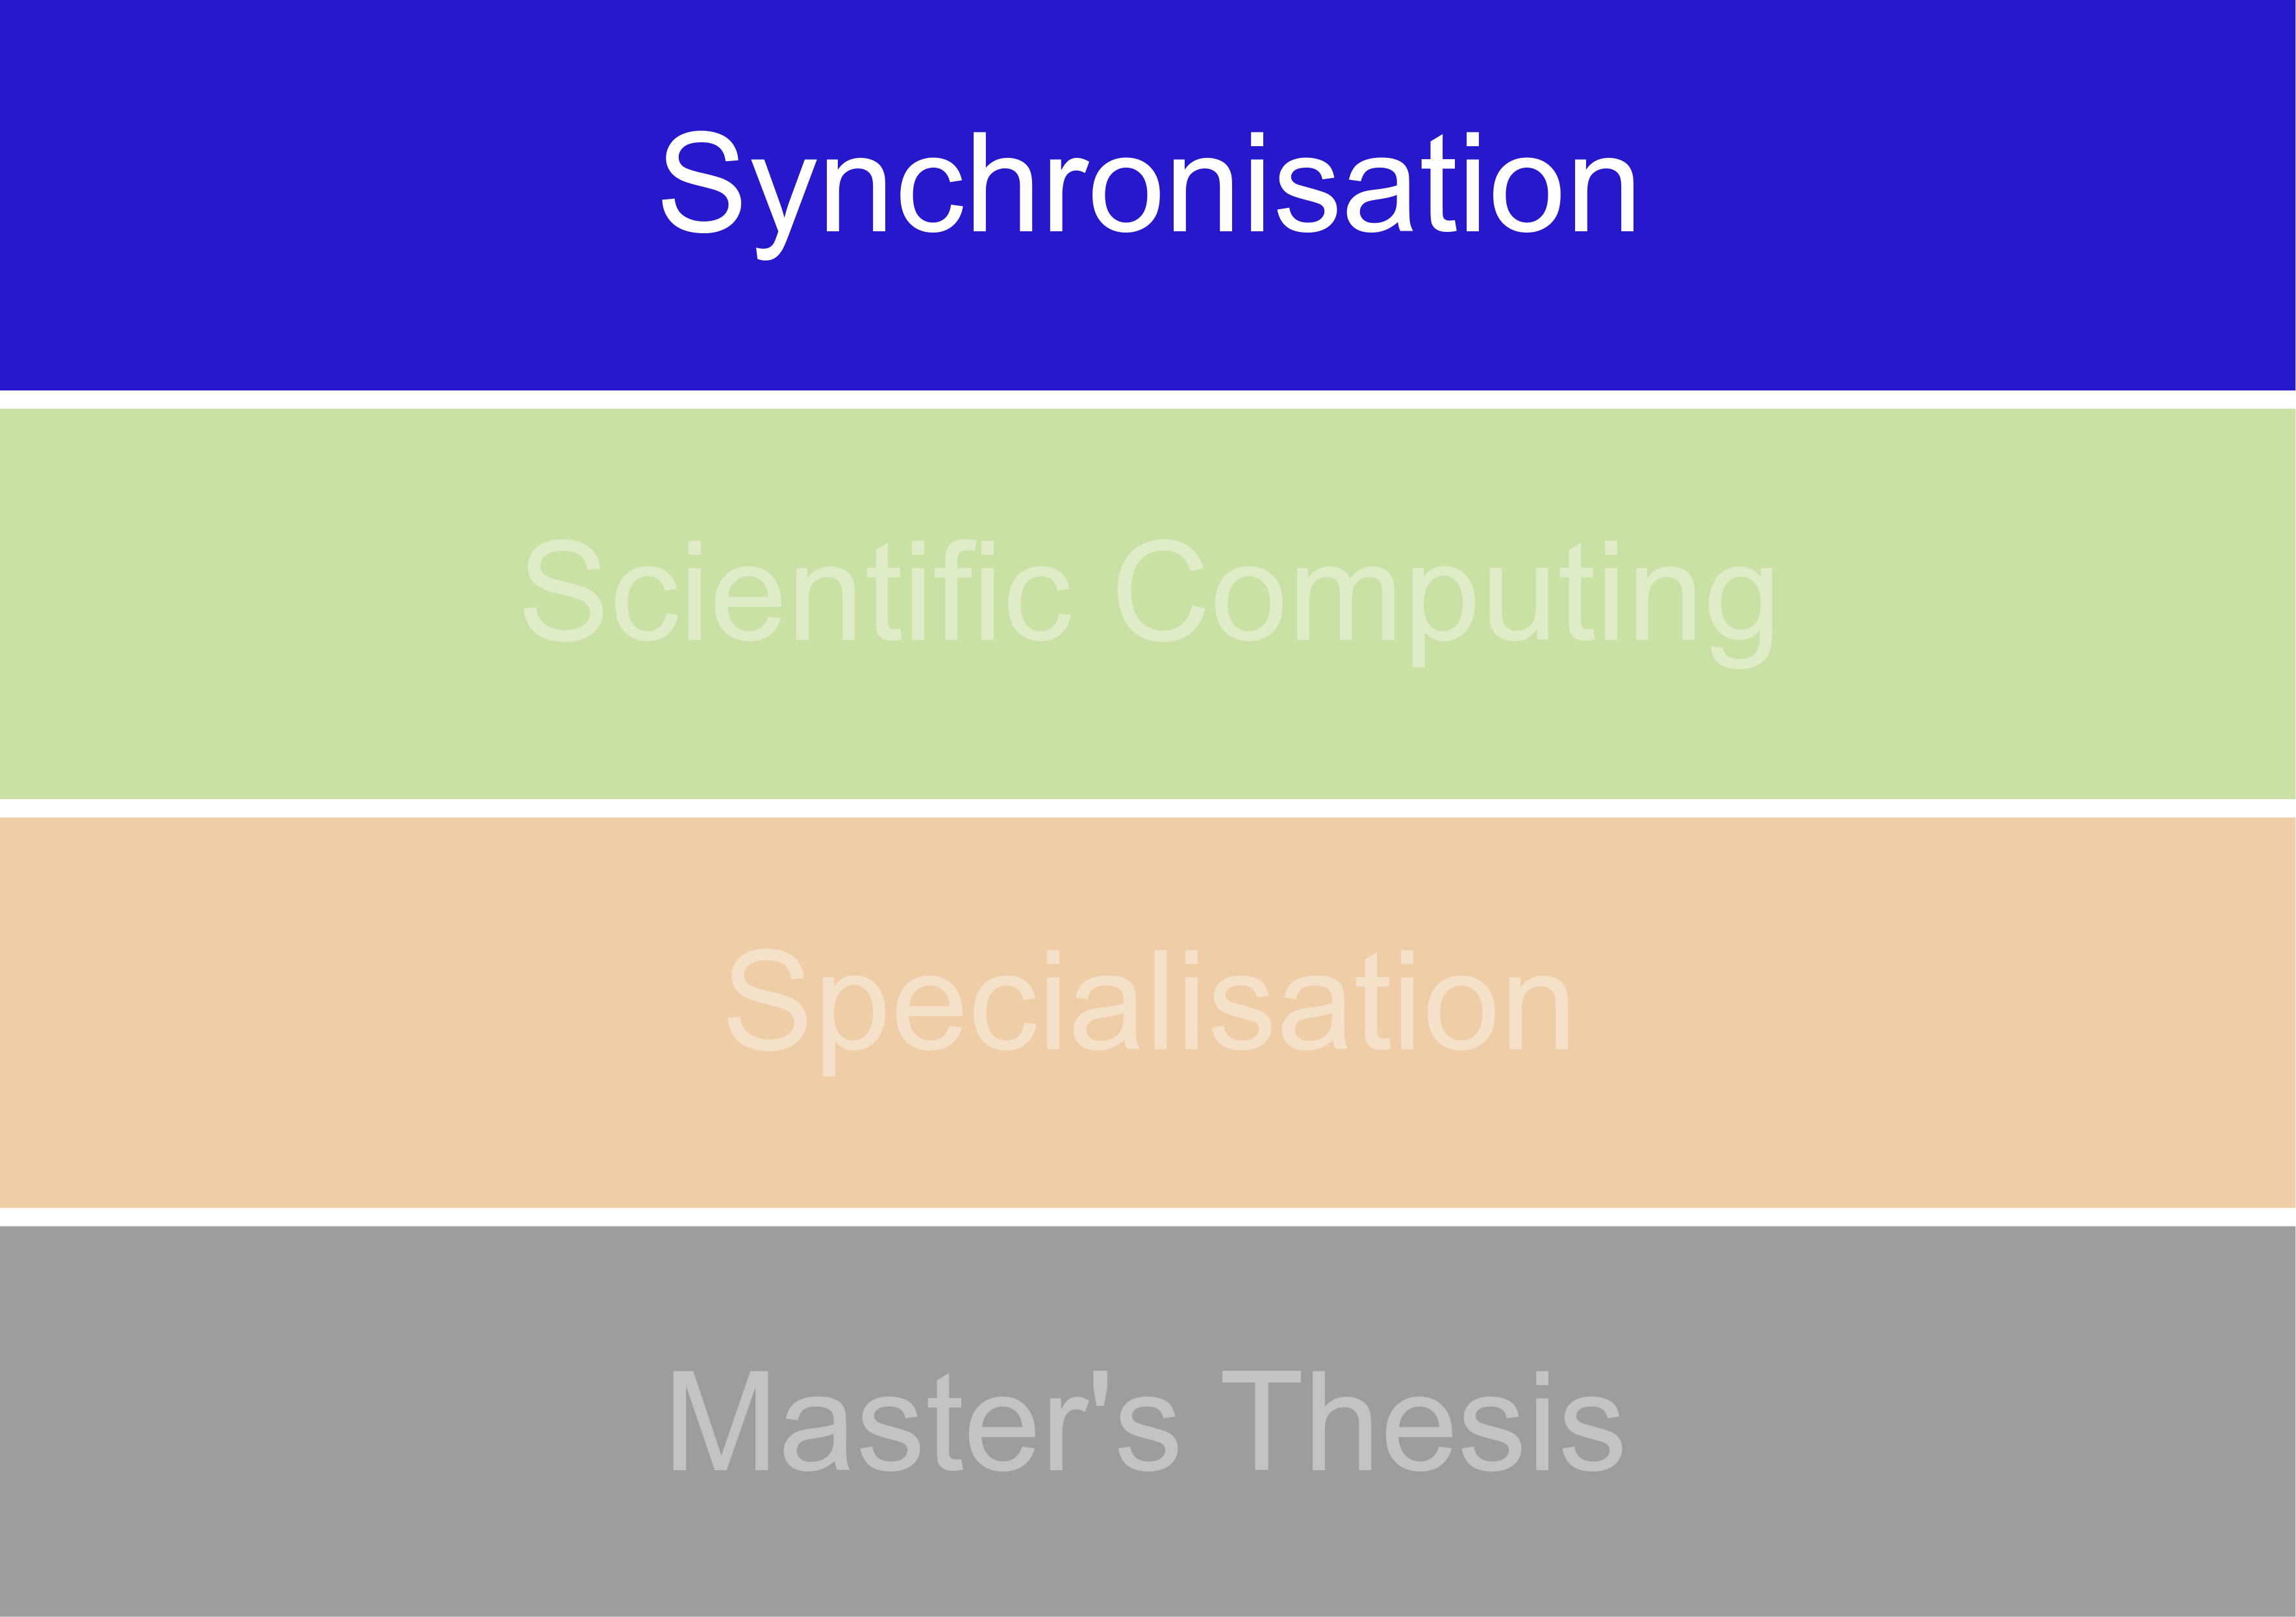 Synchronisation
Scientific Computing
Specialisation
Master's Thesis